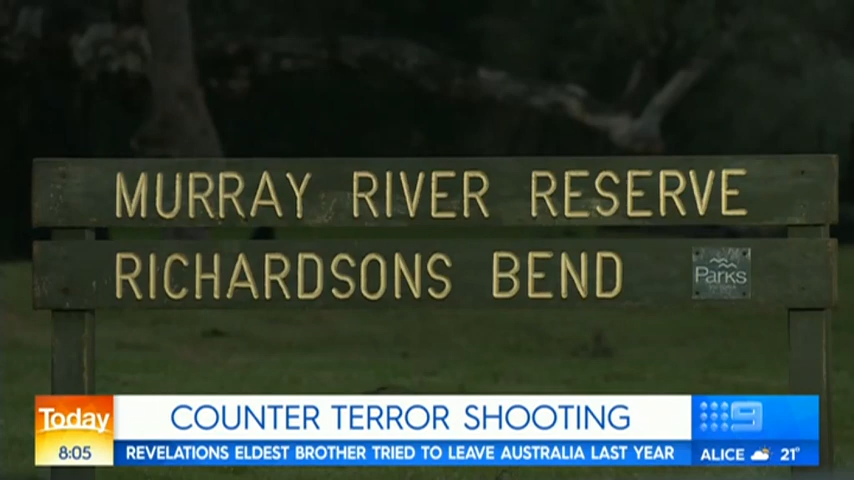 MURRAY RIVER RESERVE
RICHARDSONS BEND
Parks
Today
COUNTER TERROR SHOOTING
9
8:05
REVELATIONS ELDEST BROTHER TRIED TO LEAVE AUSTRALIA LAST YEAR
ALICE 21°